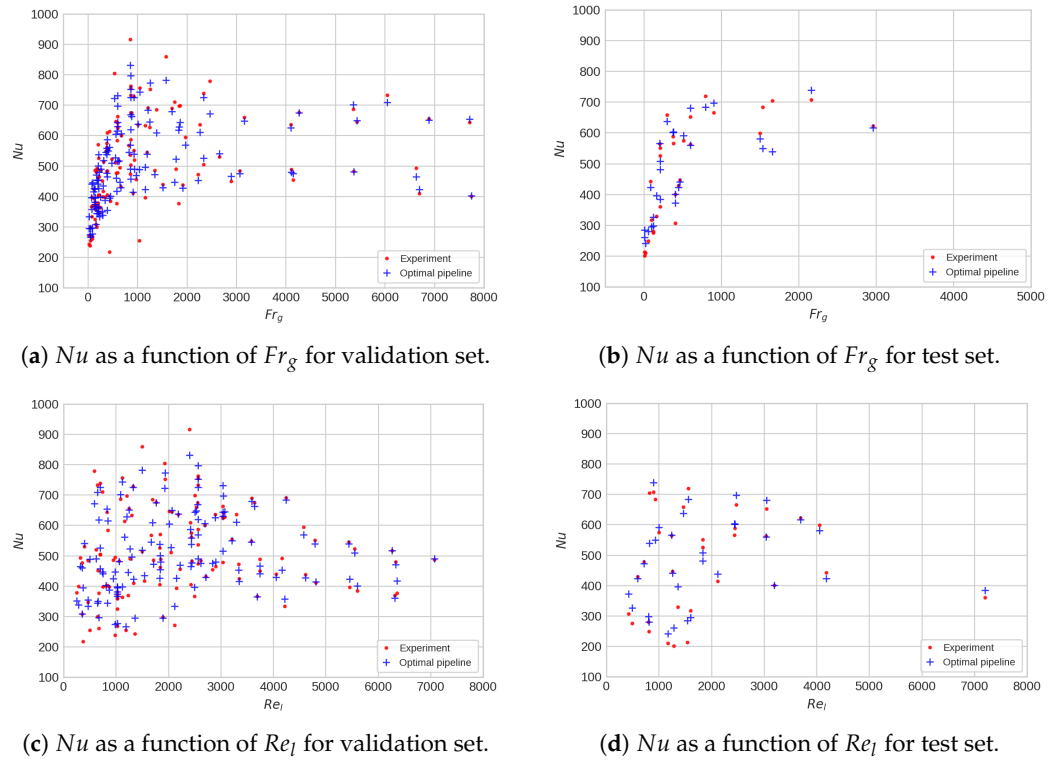 1000
900
800
700
600
500
400
300
200
100
Nu
0 1000 2000 3000 4000 5000 6000 7000 8000
Fr_g
Experiment
Optimal pipeline
(a) Nu as a function of Fr_g for validation set.
1000
900
800
700
600
500
400
300
200
100
Nu
0 1000 2000 3000 4000 5000
Fr_g
Experiment
Optimal pipeline
(b) Nu as a function of Fr_g for test set.
1000
900
800
700
600
500
400
300
200
100
Nu
0 1000 2000 3000 4000 5000 6000 7000 8000
Re_l
Experiment
Optimal pipeline
(c) Nu as a function of Re_l for validation set.
1000
900
800
700
600
500
400
300
200
100
Nu
0 1000 2000 3000 4000 5000 6000 7000 8000
Re_l
Experiment
Optimal pipeline
(d) Nu as a function of Re_l for test set.